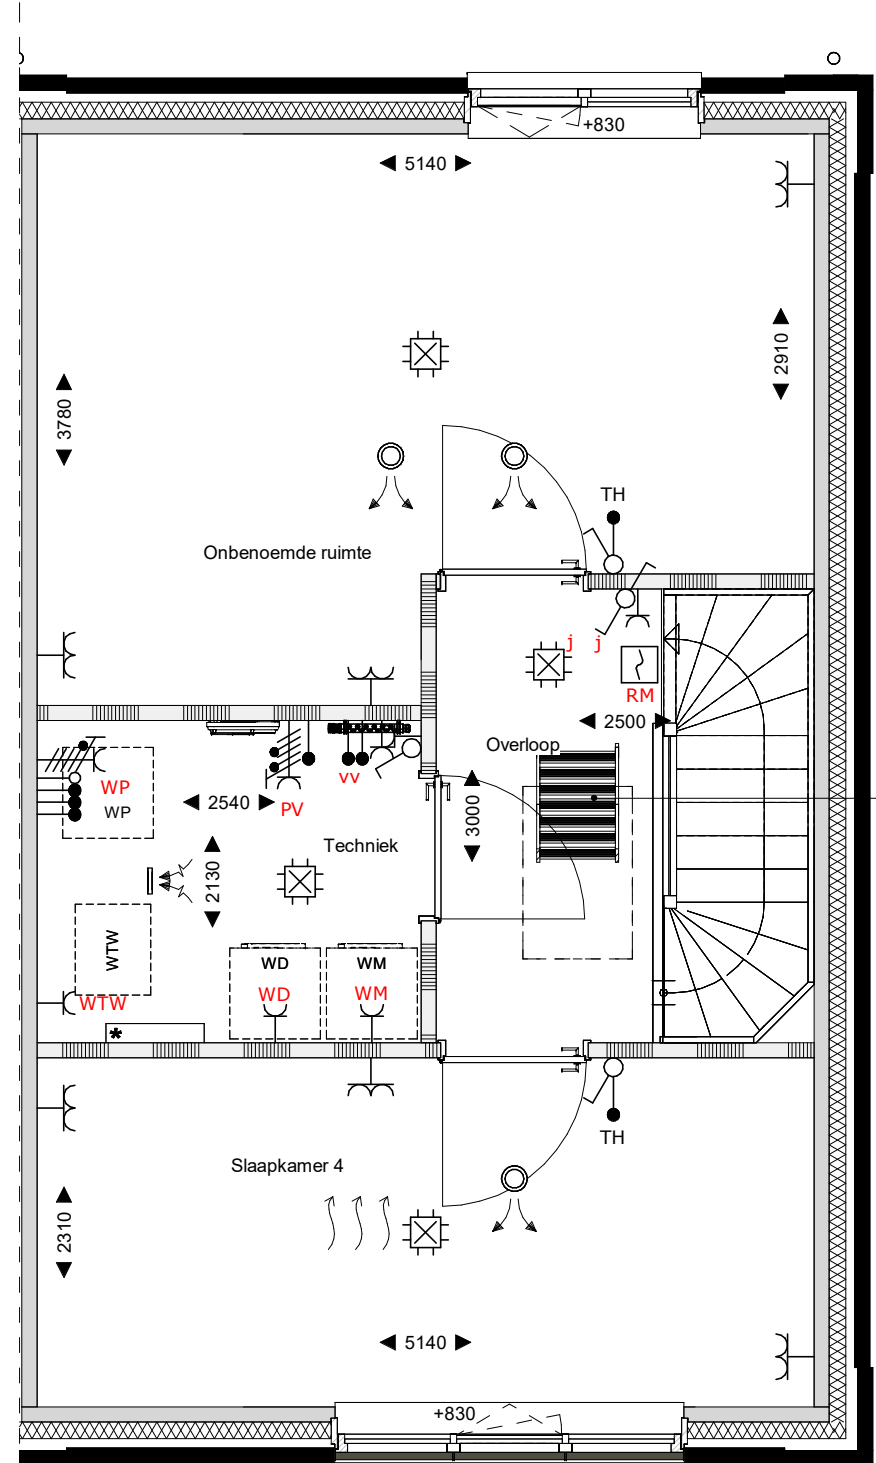 +830
5140
2910
3780
TH
Onbenoemde ruimte
j j
RM
2500
Overloop
WP
WP
2540
PV
vv
3000
Techniek
2130
WTW
WTW
WD
WM
WD
WM
*
TH
Slaapkamer 4
2310
5140
+830